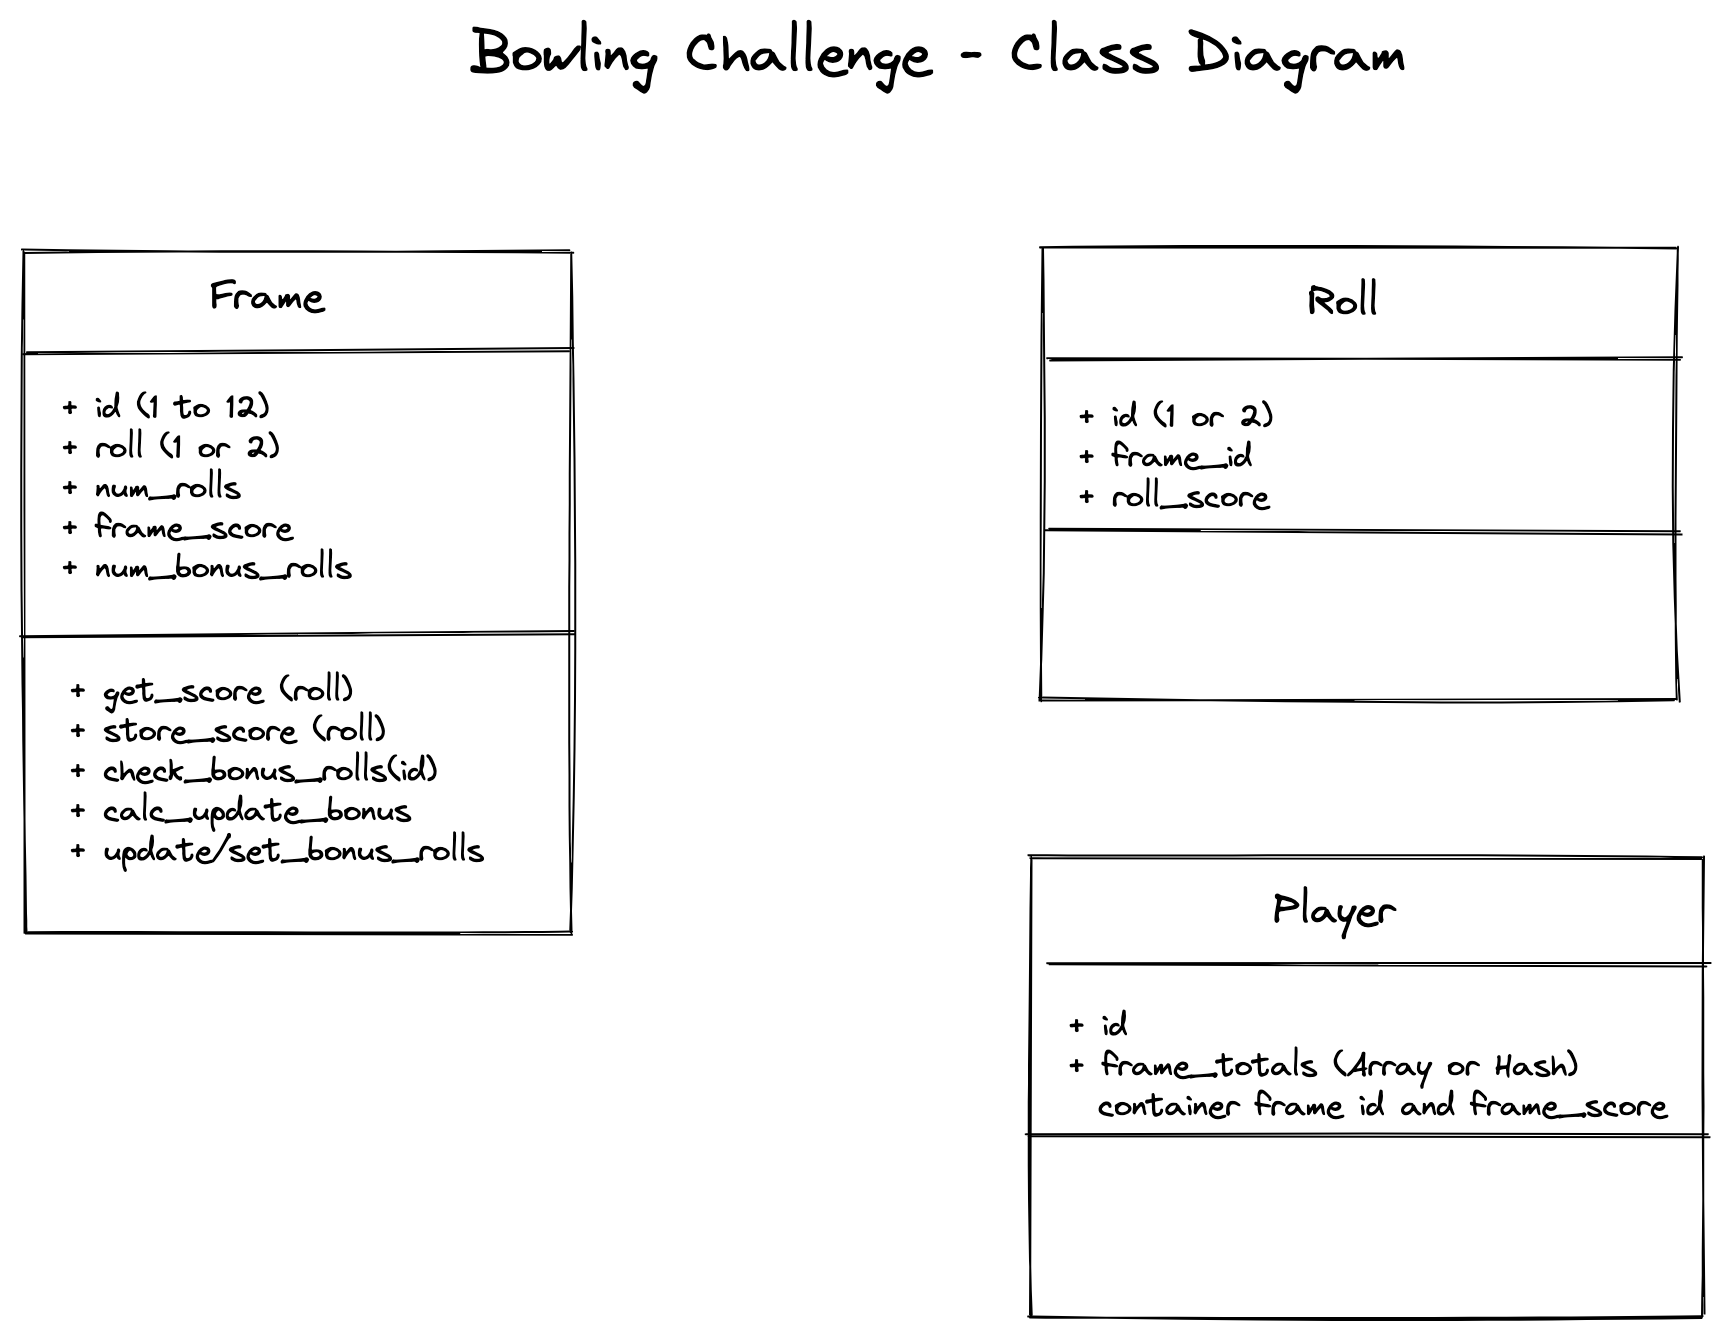 Bowling Challenge - Class Diagram
Frame
+ id (1 to 12)
+ roll (1 or 2)
+ num_rolls
+ frame_score
+ num_bonus_rolls
+ get_score (roll)
+ store_score (roll)
+ check_bonus_rolls(id)
+ calc_update_bonus
+ update/set_bonus_rolls
Roll
+ id (1 or 2)
+ frame_id
+ roll_score
Player
+ id
+ frame_totals (Array or Hash)
container frame id and frame_score